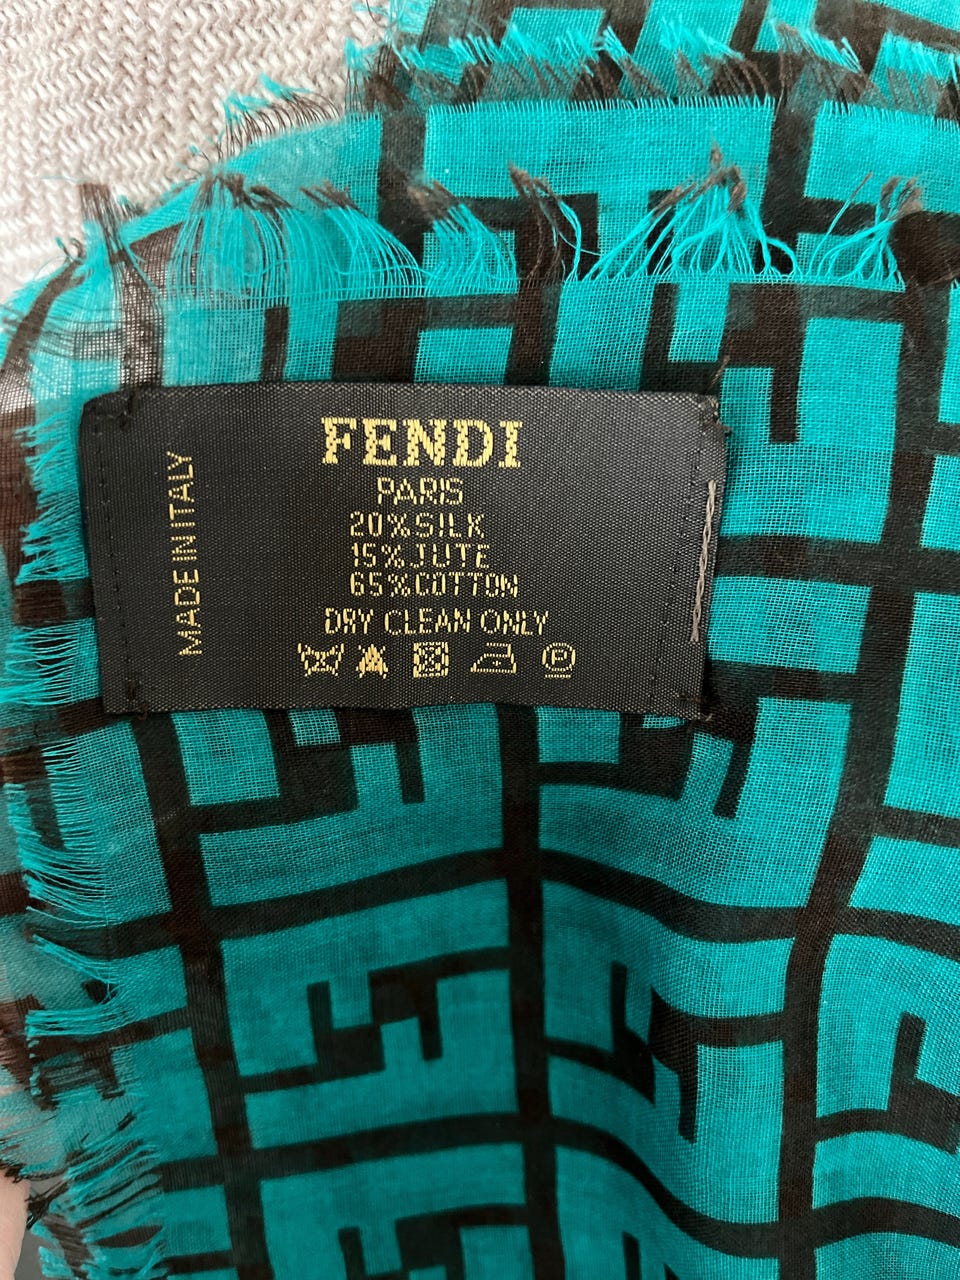 FENDI
PARIS
20%SILK
15%JUTE
65%COTTON
DRY CLEAN ONLY
P
MADE IN ITALY